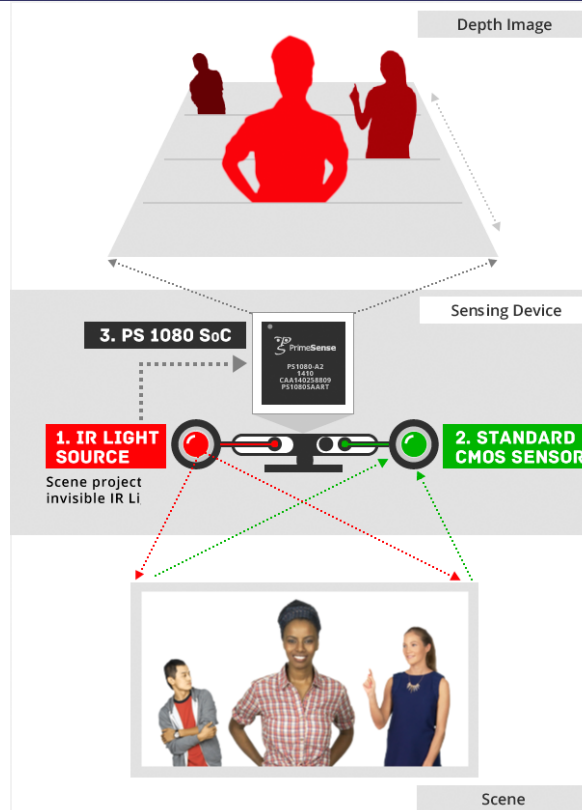 Depth Image
Sensing Device
3. PS 1080 SoC
PrimeSense
PS1080-A2
1410
CAA140258809
PS1080SAART
1. IR LIGHT
SOURCE
2. STANDARD
CMOS SENSOR
Scene project
invisible IR Li
Scene